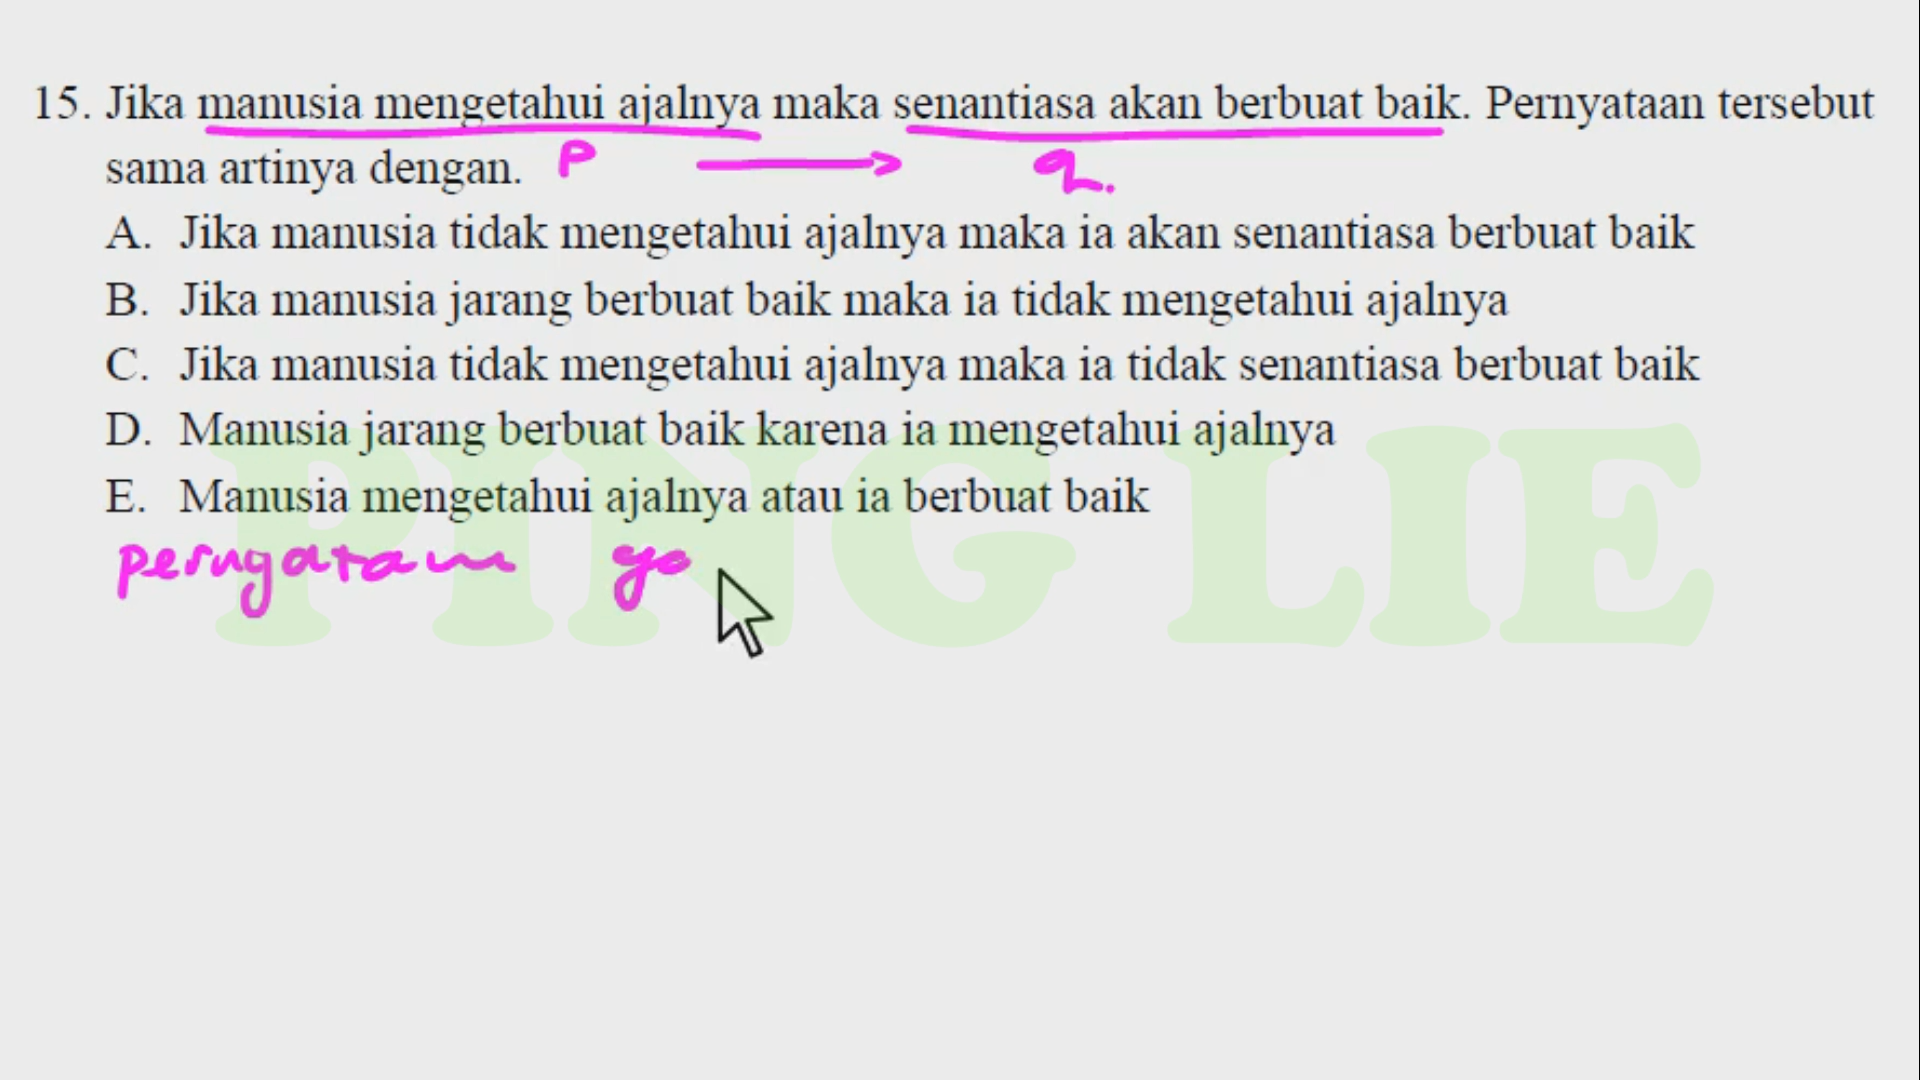 15. Jika manusia mengetahui ajalnya maka senantiasa akan berbuat baik. Pernyataan tersebut
sama artinya dengan. P → q.
A. Jika manusia tidak mengetahui ajalnya maka ia akan senantiasa berbuat baik
B. Jika manusia jarang berbuat baik maka ia tidak mengetahui ajalnya
C. Jika manusia tidak mengetahui ajalnya maka ia tidak senantiasa berbuat baik
D. Manusia jarang berbuat baik karena ia mengetahui ajalnya
E. Manusia mengetahui ajalnya atau ia berbuat baik
pernyataan
PING LIE